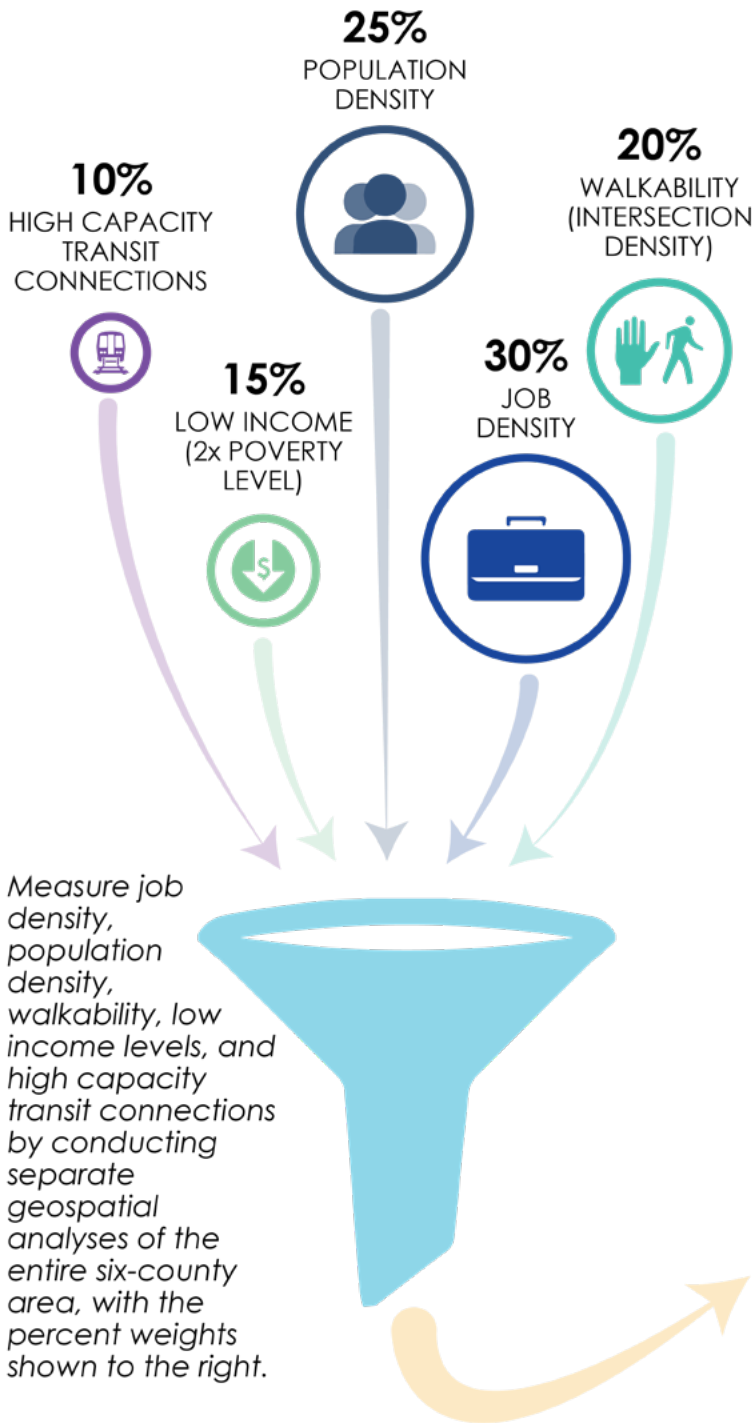 25%
POPULATION
DENSITY
20%
WALKABILITY
(INTERSECTION
DENSITY)
10%
HIGH CAPACITY
TRANSIT
CONNECTIONS
15%
LOW INCOME
(2x POVERTY
LEVEL)
30%
JOB
DENSITY
$
Measure job
density,
population
density,
walkability, low
income levels, and
high capacity
transit connections
by conducting
separate
geospatial
analyses of the
entire six-county
area, with the
percent weights
shown to the right.